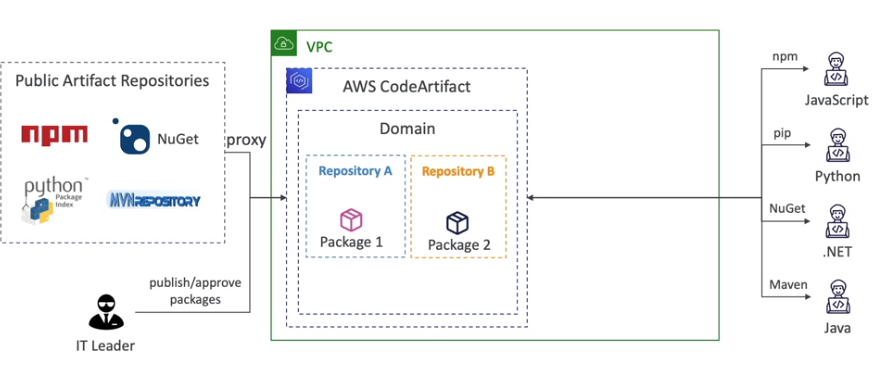 Public Artifact Repositories
npm
NuGet
python™
Package
Index
MVNREPOSITORY
proxy
publish/approve
packages
IT Leader
VPC
AWS CodeArtifact
Domain
Repository A
Package 1
Repository B
Package 2
npm
JavaScript
pip
Python
NuGet
.NET
Maven
Java